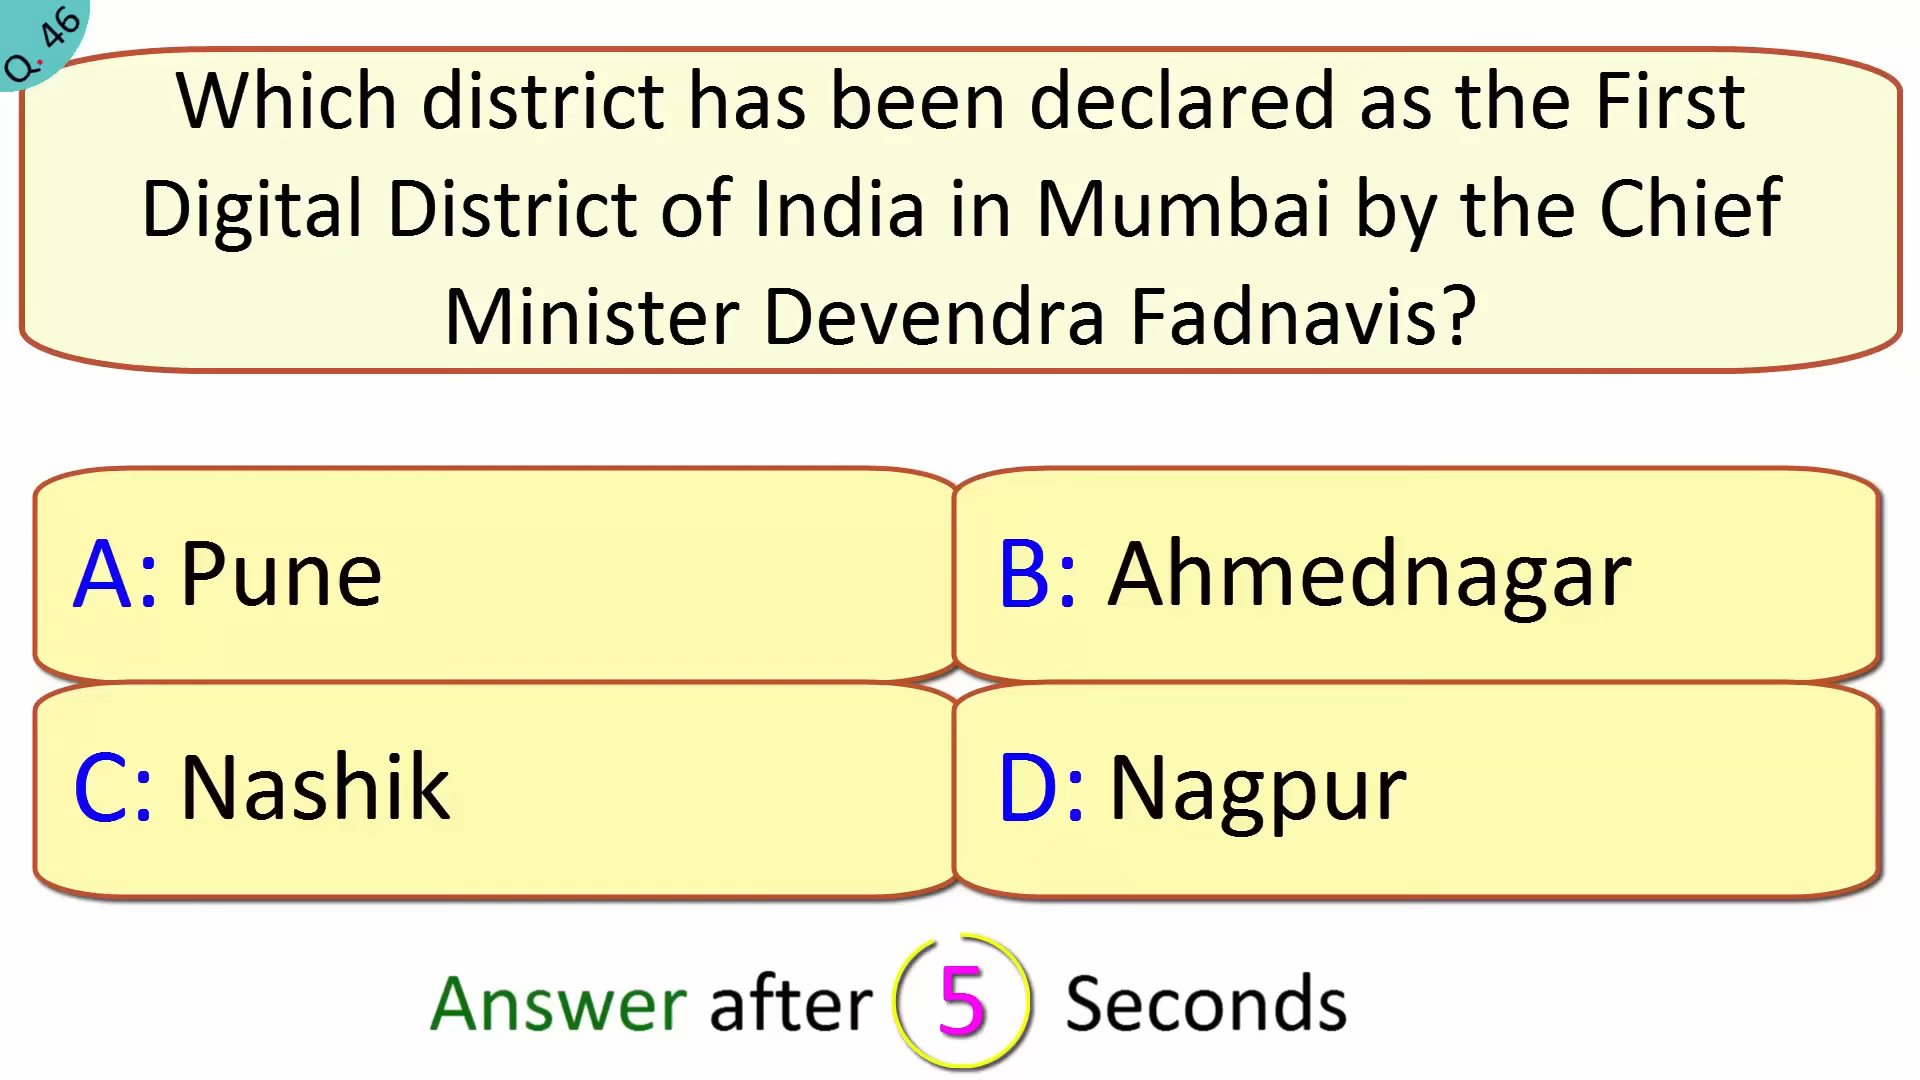 Q. 46
Which district has been declared as the First
Digital District of India in Mumbai by the Chief
Minister Devendra Fadnavis?
A: Pune
B: Ahmednagar
C: Nashik
D: Nagpur
Answer after 5 Seconds